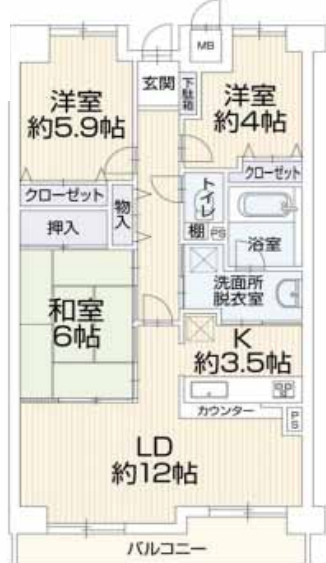 MB
玄関
下駄箱
洋室
約5.9帖
洋室
約4帖
クローゼット
クローゼット
物入
押入
トイレ
棚
PS
浴室
洗面所
脱衣室
和室
6帖
K
約3.5帖
カウンター
PS
LD
約12帖
バルコニー